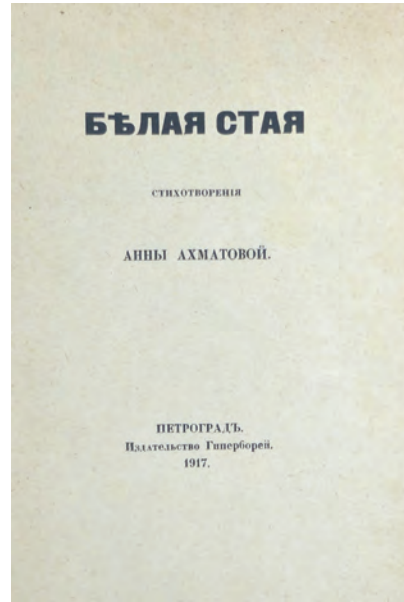 БѢЛАЯ СТАЯ
СТИХОТВОРЕНІЯ
АННЫ АХМАТОВОЙ.
ПЕТРОГРАДЪ.
Издательство Гиперборей.
1917.